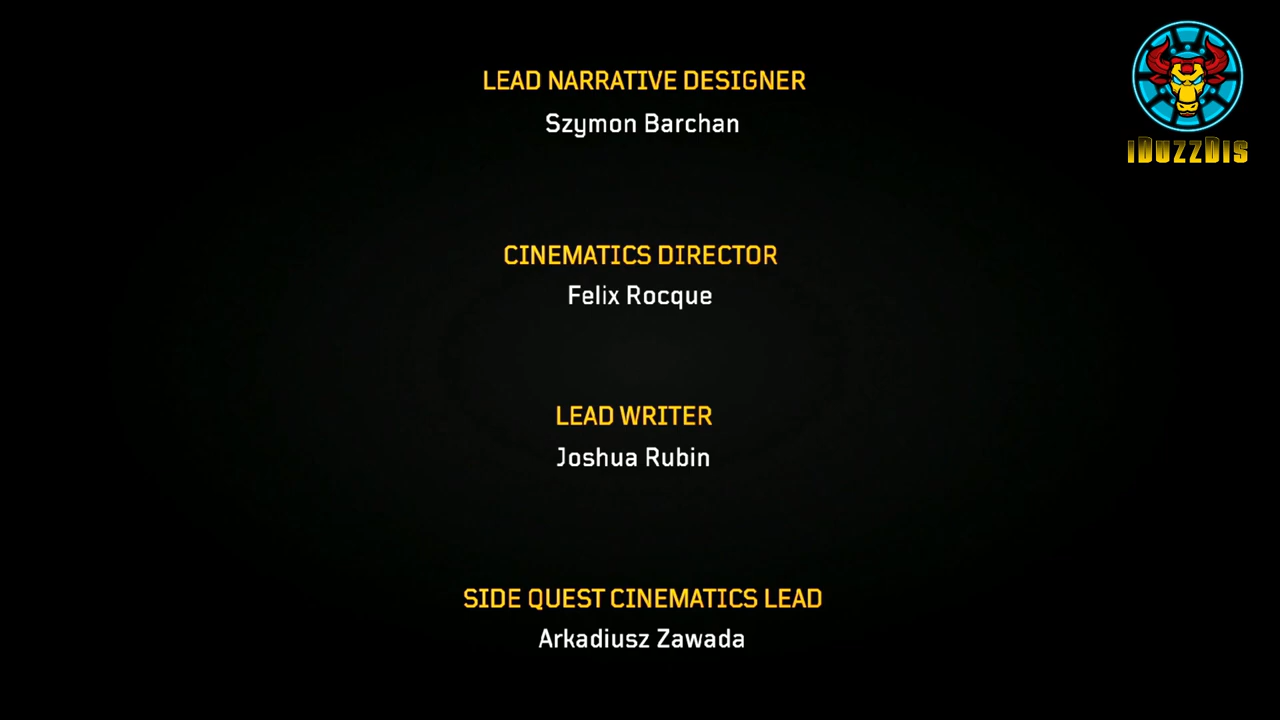 LEAD NARRATIVE DESIGNER
Szymon Barchan
iDuzzDis
CINEMATICS DIRECTOR
Felix Rocque
LEAD WRITER
Joshua Rubin
SIDE QUEST CINEMATICS LEAD
Arkadiusz Zawada